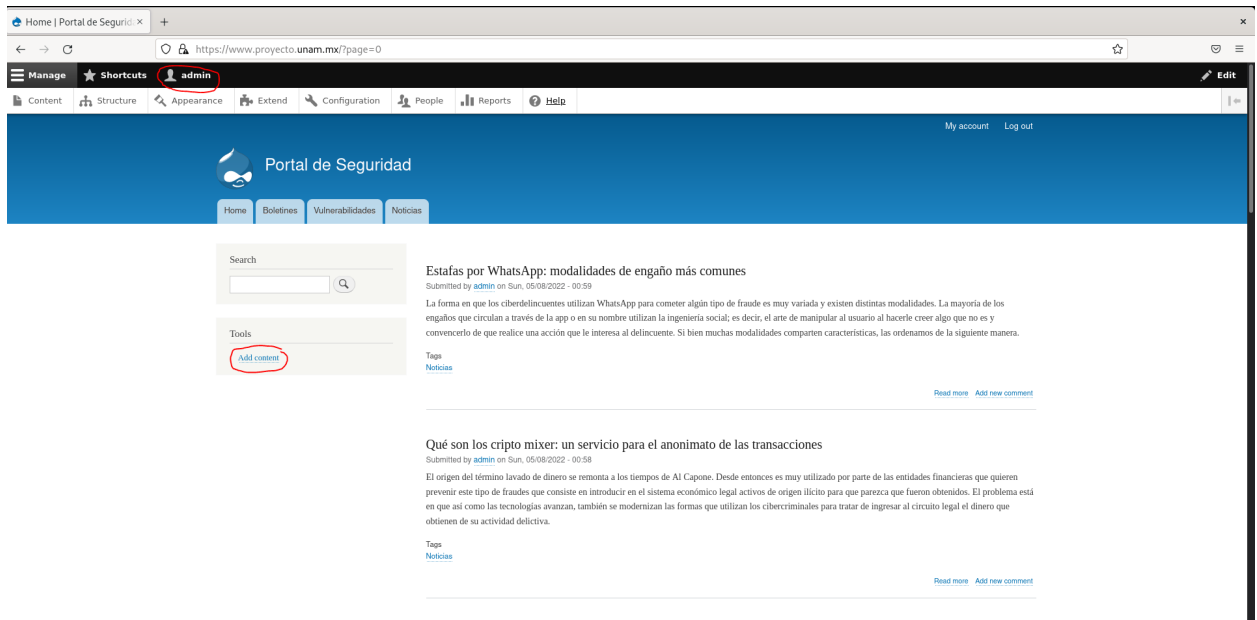 Home | Portal de Segurida
https://www.proyecto.unam.mx/?page=0
Manage Shortcuts admin Edit
Content Structure Appearance Extend Configuration People Reports Help
My account Log out
Portal de Seguridad
Home Boletines Vulnerabilidades Noticias
Search
Tools
Add content
Estafas por WhatsApp: modalidades de engaño más comunes
Submitted by admin on Sun, 05/08/2022 - 00:59
La forma en que los ciberdelincuentes utilizan WhatsApp para cometer algún tipo de fraude es muy variada y existen distintas modalidades. La mayoría de los
engaños que circulan a través de la app o en su nombre utilizan la ingeniería social; es decir, el arte de manipular al usuario al hacerle creer algo que no es y
convencerlo de que realice una acción que le interesa al delincuente. Si bien muchas modalidades comparten características, las ordenamos de la siguiente manera.
Tags
Noticias
Read more Add new comment
Qué son los cripto mixer: un servicio para el anonimato de las transacciones
Submitted by admin on Sun, 05/08/2022 - 00:58
El origen del término lavado de dinero se remonta a los tiempos de Al Capone. Desde entonces es muy utilizado por parte de las entidades financieras que quieren
prevenir este tipo de fraudes que consiste en introducir en el sistema económico legal activos de origen ilícito para que parezca que fueron obtenidos. El problema está
en que así como las tecnologías avanzan, también se modernizan las formas que utilizan los cibercriminales para tratar de ingresar al circuito legal el dinero que
obtienen de su actividad delictiva.
Tags
Noticias
Read more Add new comment